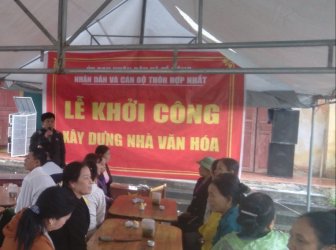 NHÂN DÂN VÀ CÁN BỘ THÔN HỢP NHẤT
LỄ KHỞI CÔNG
XÂY DỰNG NHÀ VĂN HÓA